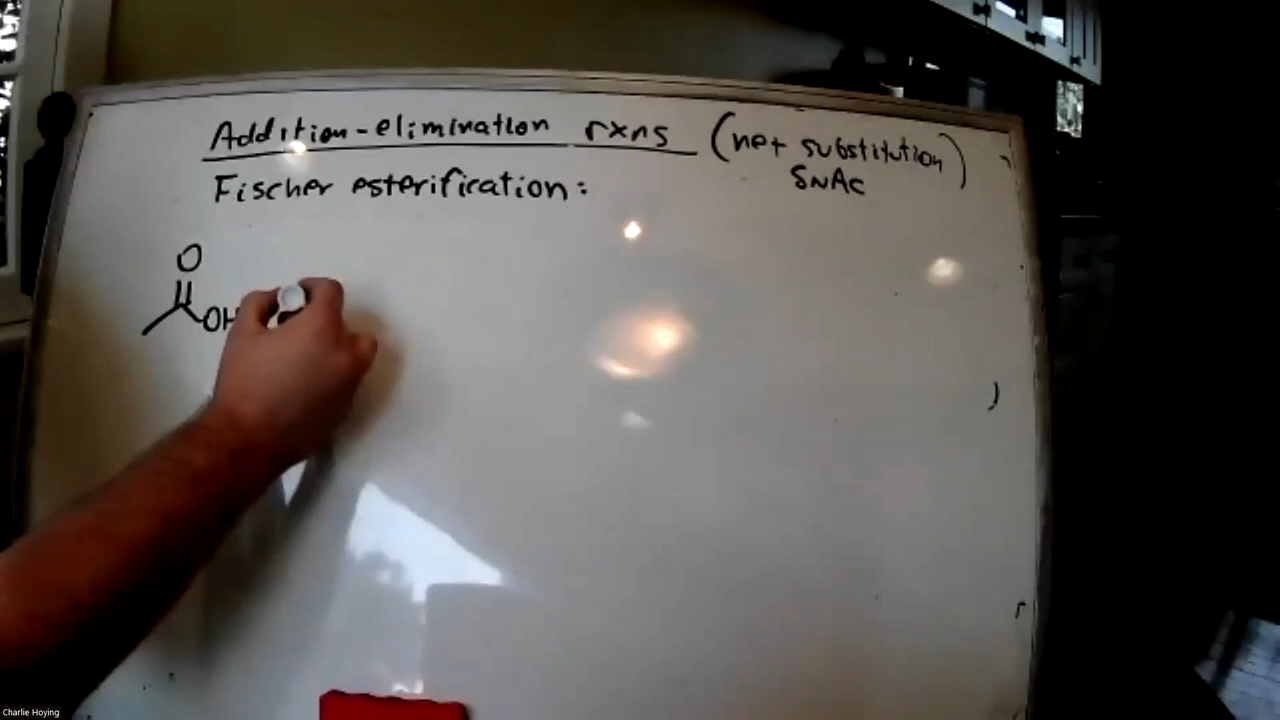 Addition-elimination rxns (net substitution)
SNAc
Fischer esterification:
O
OH
Charlie Hoying